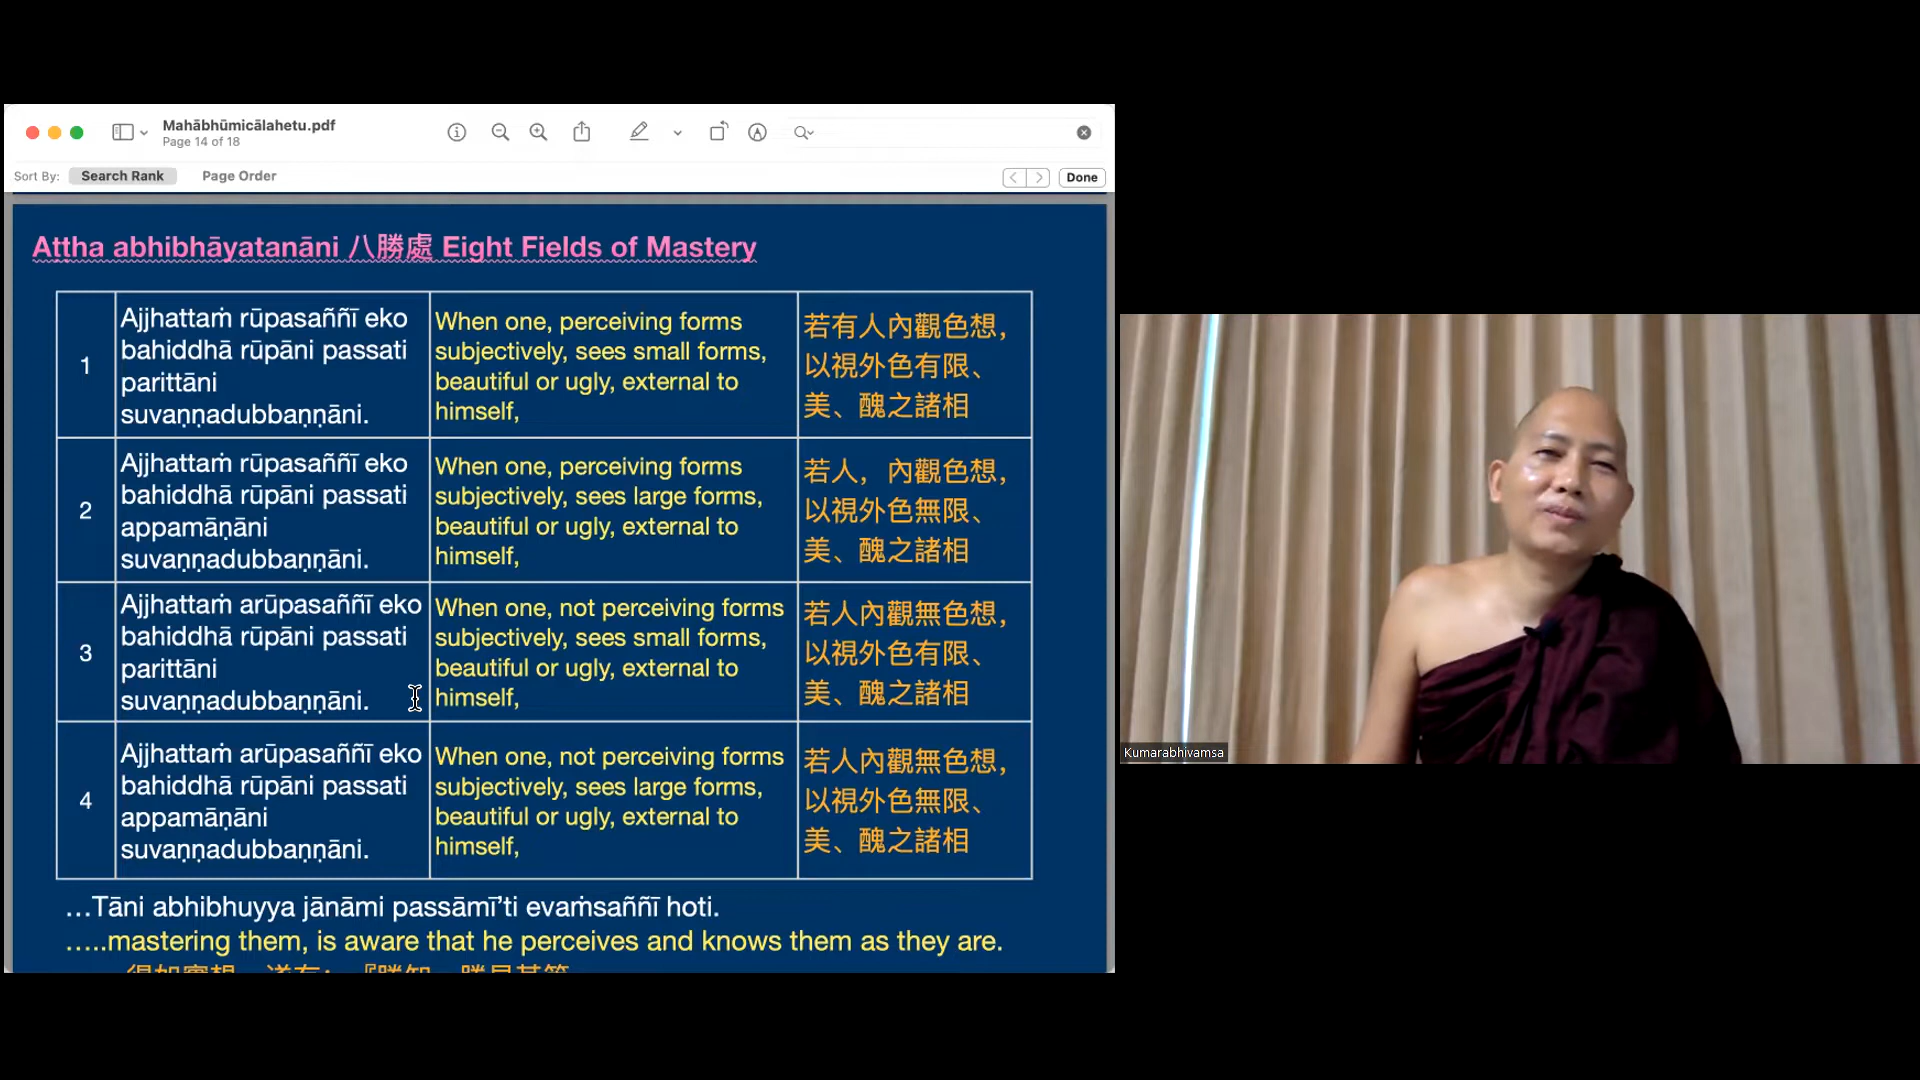 Mahābhūmicālahetu.pdf
Page 14 of 18
Sort By:
Search Rank
Page Order
Done
Aṭṭha abhibhāyatanāni 八勝處 Eight Fields of Mastery
1
Ajjhattaṁ rūpasaññī eko
bahiddhā rūpāni passati
parittāni
suvaṇṇadubbaṇṇāni.
When one, perceiving forms
subjectively, sees small forms,
beautiful or ugly, external to
himself,
若有人內觀色想，
以視外色有限、
美、醜之諸相
2
Ajjhattaṁ rūpasaññī eko
bahiddhā rūpāni passati
appamāṇāni
suvaṇṇadubbaṇṇāni.
When one, perceiving forms
subjectively, sees large forms,
beautiful or ugly, external to
himself,
若人，內觀色想，
以視外色無限、
美、醜之諸相
3
Ajjhattaṁ arūpasaññī eko
bahiddhā rūpāni passati
parittāni
suvaṇṇadubbaṇṇāni.
When one, not perceiving forms
subjectively, sees small forms,
beautiful or ugly, external to
himself,
若人內觀無色想，
以視外色有限、
美、醜之諸相
4
Ajjhattaṁ arūpasaññī eko
bahiddhā rūpāni passati
appamāṇāni
suvaṇṇadubbaṇṇāni.
When one, not perceiving forms
subjectively, sees large forms,
beautiful or ugly, external to
himself,
若人內觀無色想，
以視外色無限、
美、醜之諸相
…Tāni abhibhuyya jānāmi passāmī’ti evaṁsaññī hoti.
…..mastering them, is aware that he perceives and knows them as they are.
Kumarabhivamsa